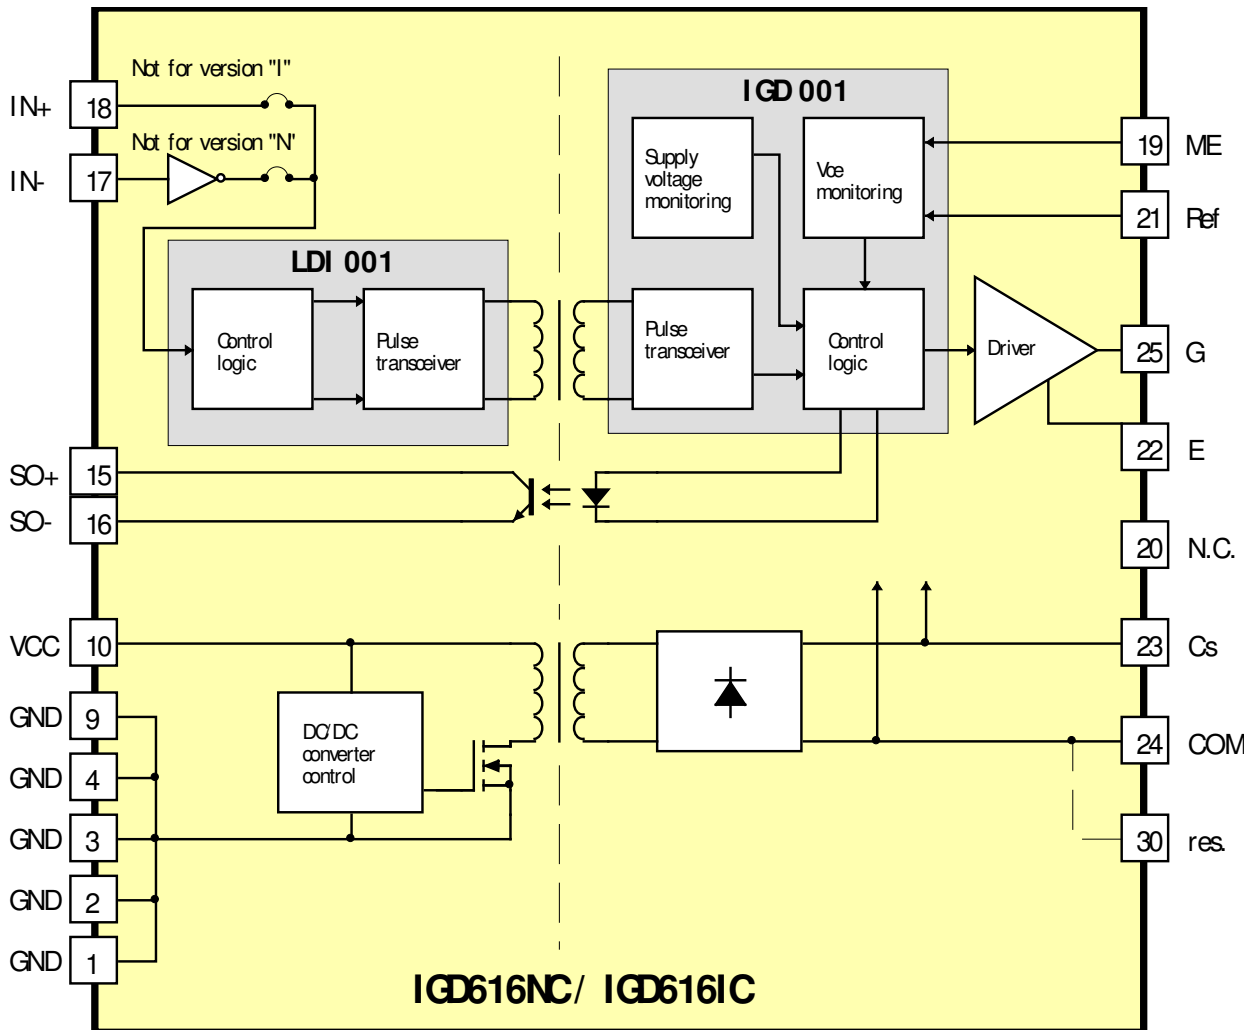 Not for version "I"
IN+
18
Not for version "N"
IN-
17
IGD 001
Supply
voltage
monitoring
Vce
monitoring
19
ME
21
Ref
LDI 001
Control
logic
Pulse
transceiver
Pulse
transceiver
Control
logic
Driver
25
G
22
E
SO+
15
SO-
16
20
N.C.
VCC
10
23
Cs
GND
9
DC/DC
converter
control
24
COM
GND
4
GND
3
30
res.
GND
2
GND
1
IGD616NC/ IGD616IC